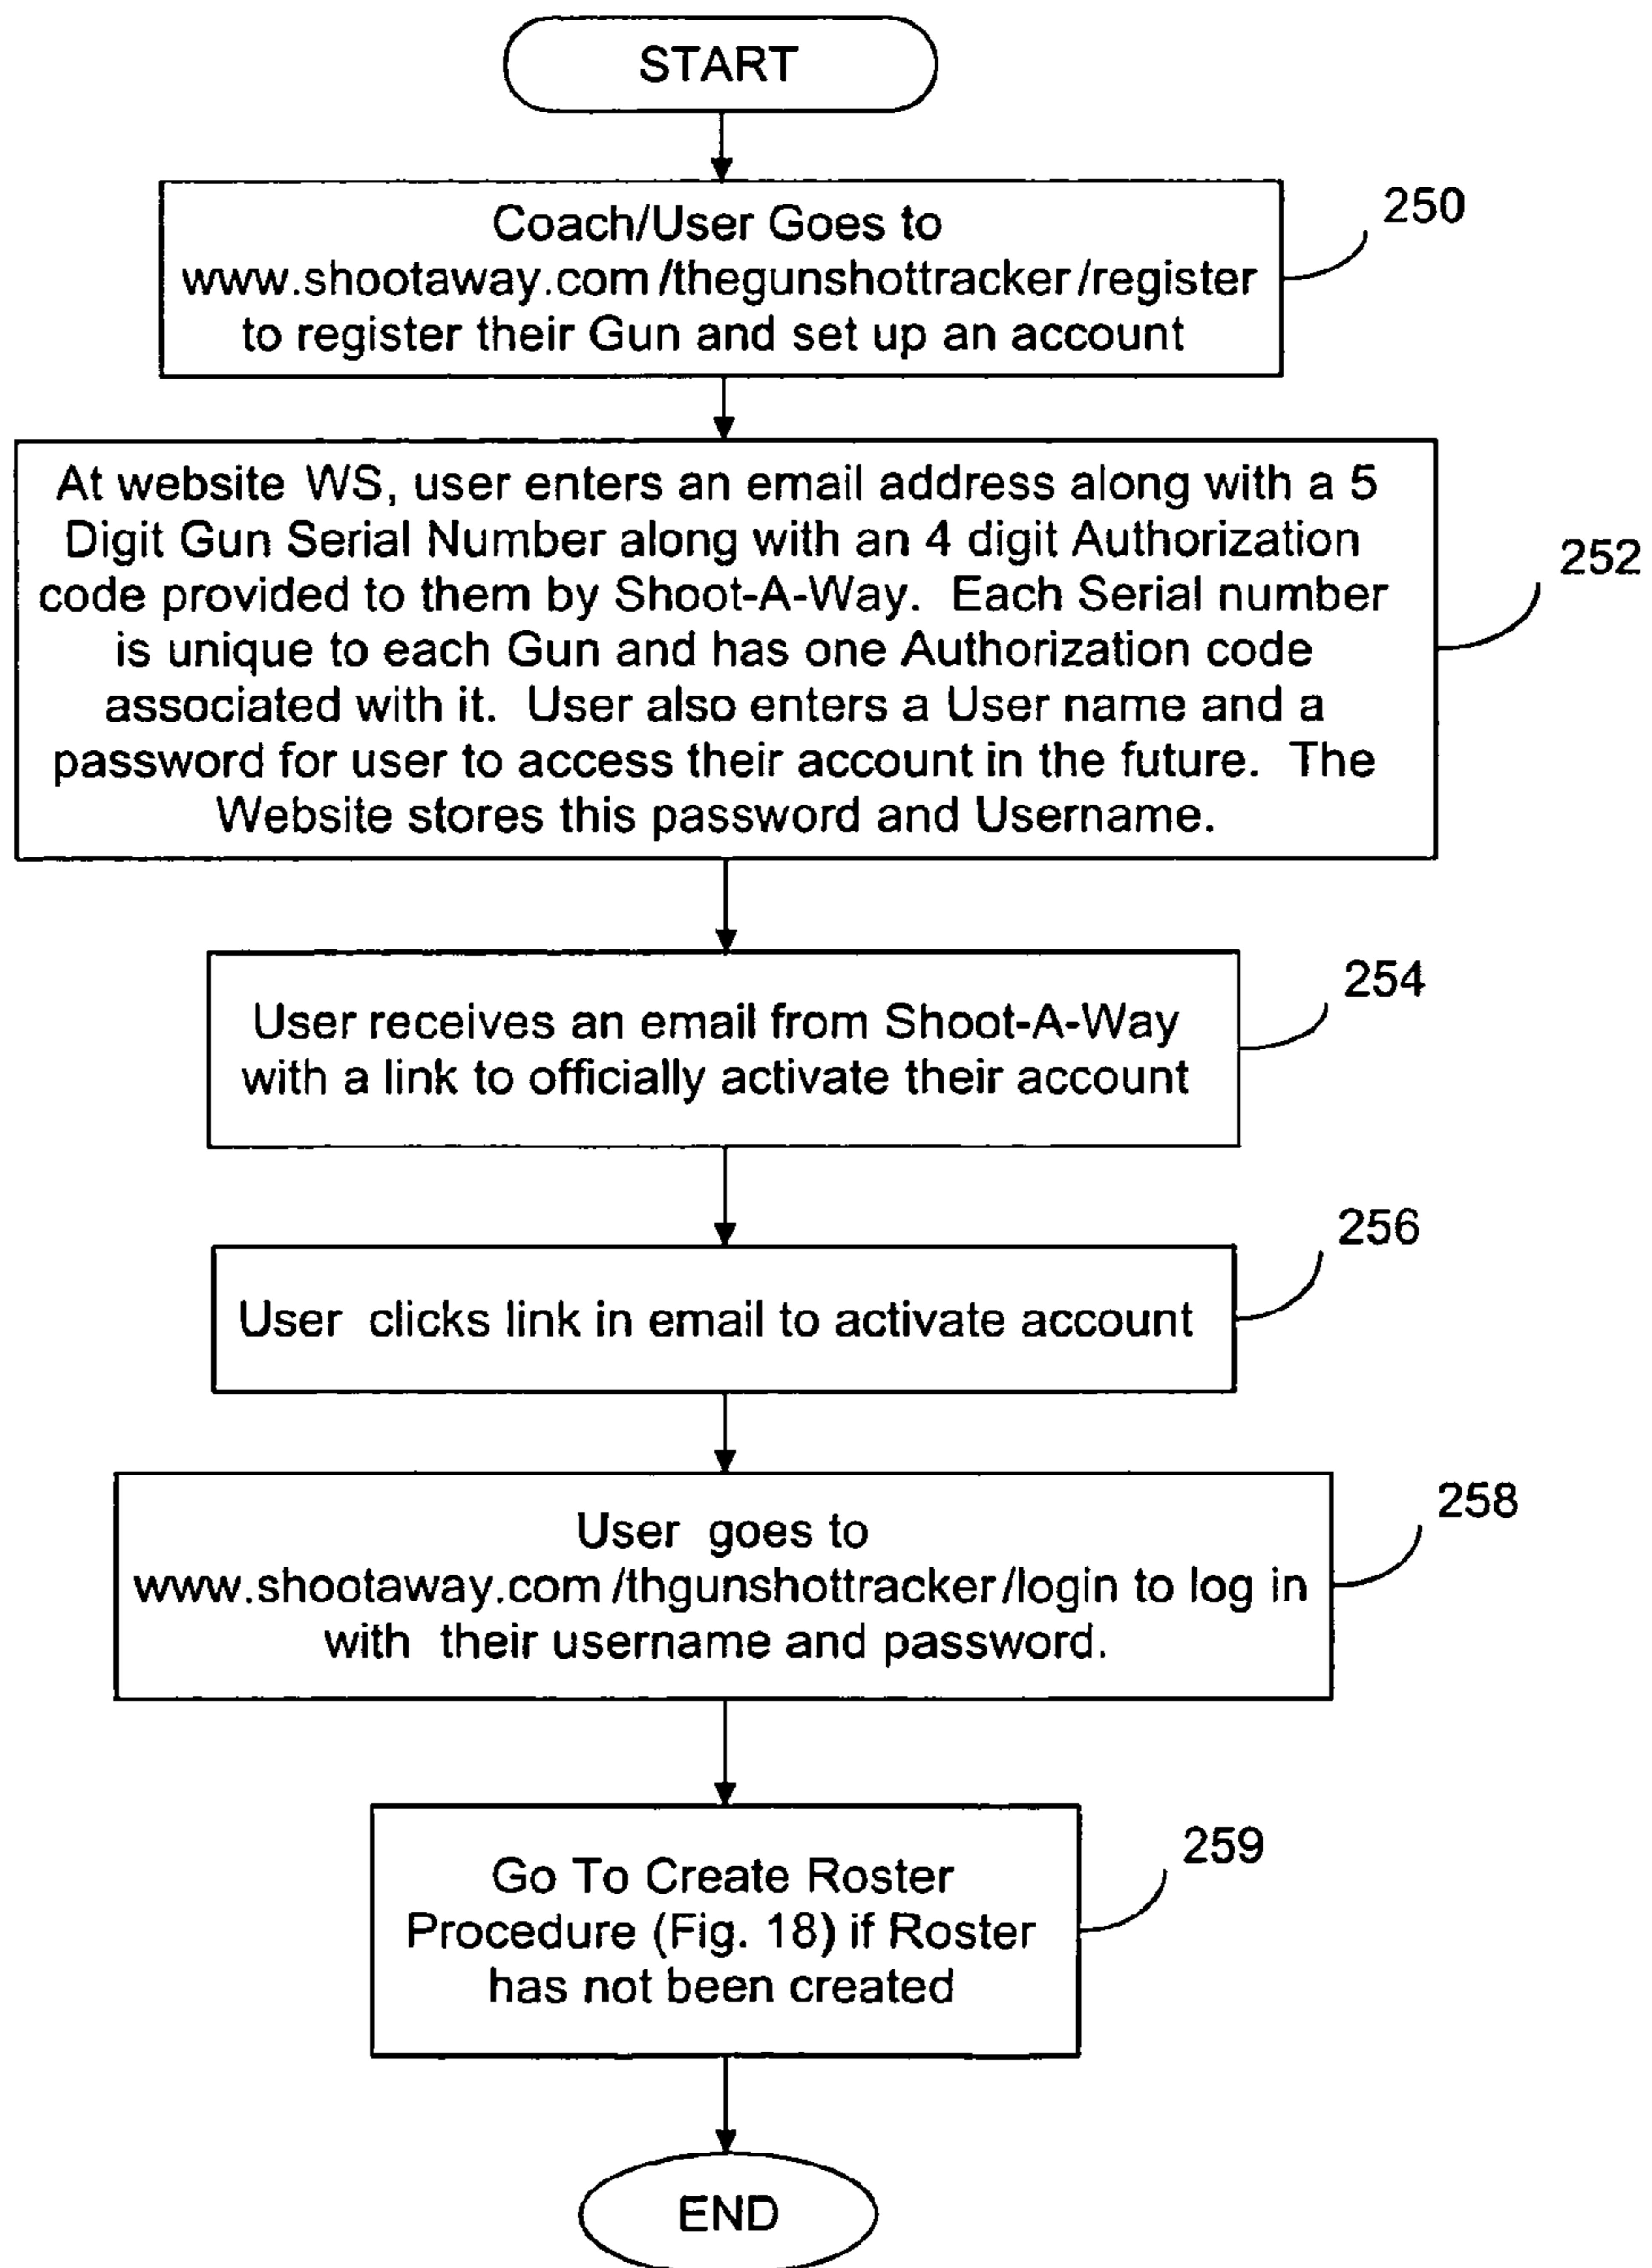 START
Coach/User Goes to
www.shootaway.com/thegunshottracker/register
to register their Gun and set up an account
250
At website WS, user enters an email address along with a 5
Digit Gun Serial Number along with an 4 digit Authorization
code provided to them by Shoot-A-Way. Each Serial number
is unique to each Gun and has one Authorization code
associated with it. User also enters a User name and a
password for user to access their account in the future. The
Website stores this password and Username.
252
User receives an email from Shoot-A-Way
with a link to officially activate their account
254
User clicks link in email to activate account
256
User goes to
www.shootaway.com/thgunshottracker/login to log in
with their username and password.
258
Go To Create Roster
Procedure (Fig. 18) if Roster
has not been created
259
END